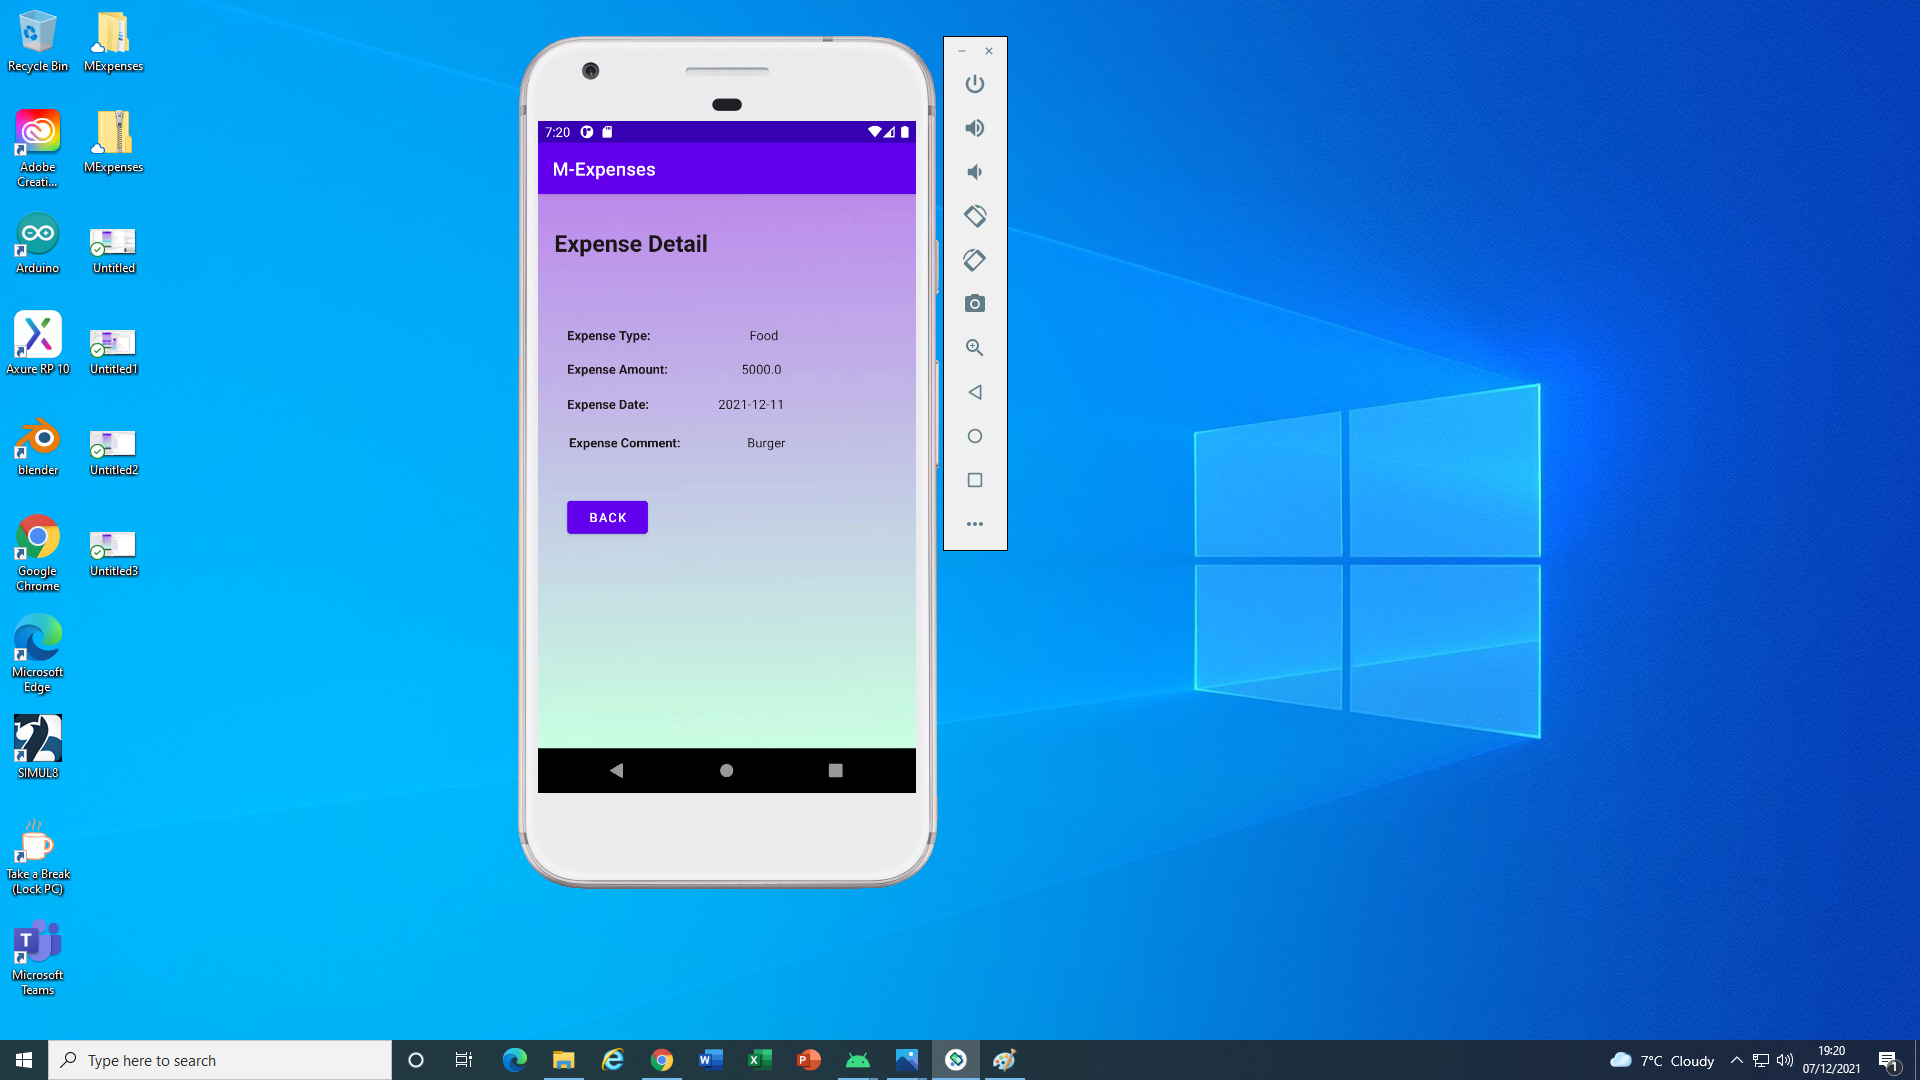 Recycle Bin
MExpenses
Adobe
Creati...
MExpenses
Arduino
Untitled
Axure RP 10
Untitled1
blender
Untitled2
Google
Chrome
Untitled3
Microsoft
Edge
SIMUL8
Take a Break
(Lock PC)
T
Microsoft
Teams
7:20
M-Expenses
Expense Detail
Expense Type: Food
Expense Amount: 5000.0
Expense Date: 2021-12-11
Expense Comment: Burger
BACK
Type here to search
7°C Cloudy
19:20
07/12/2021
1